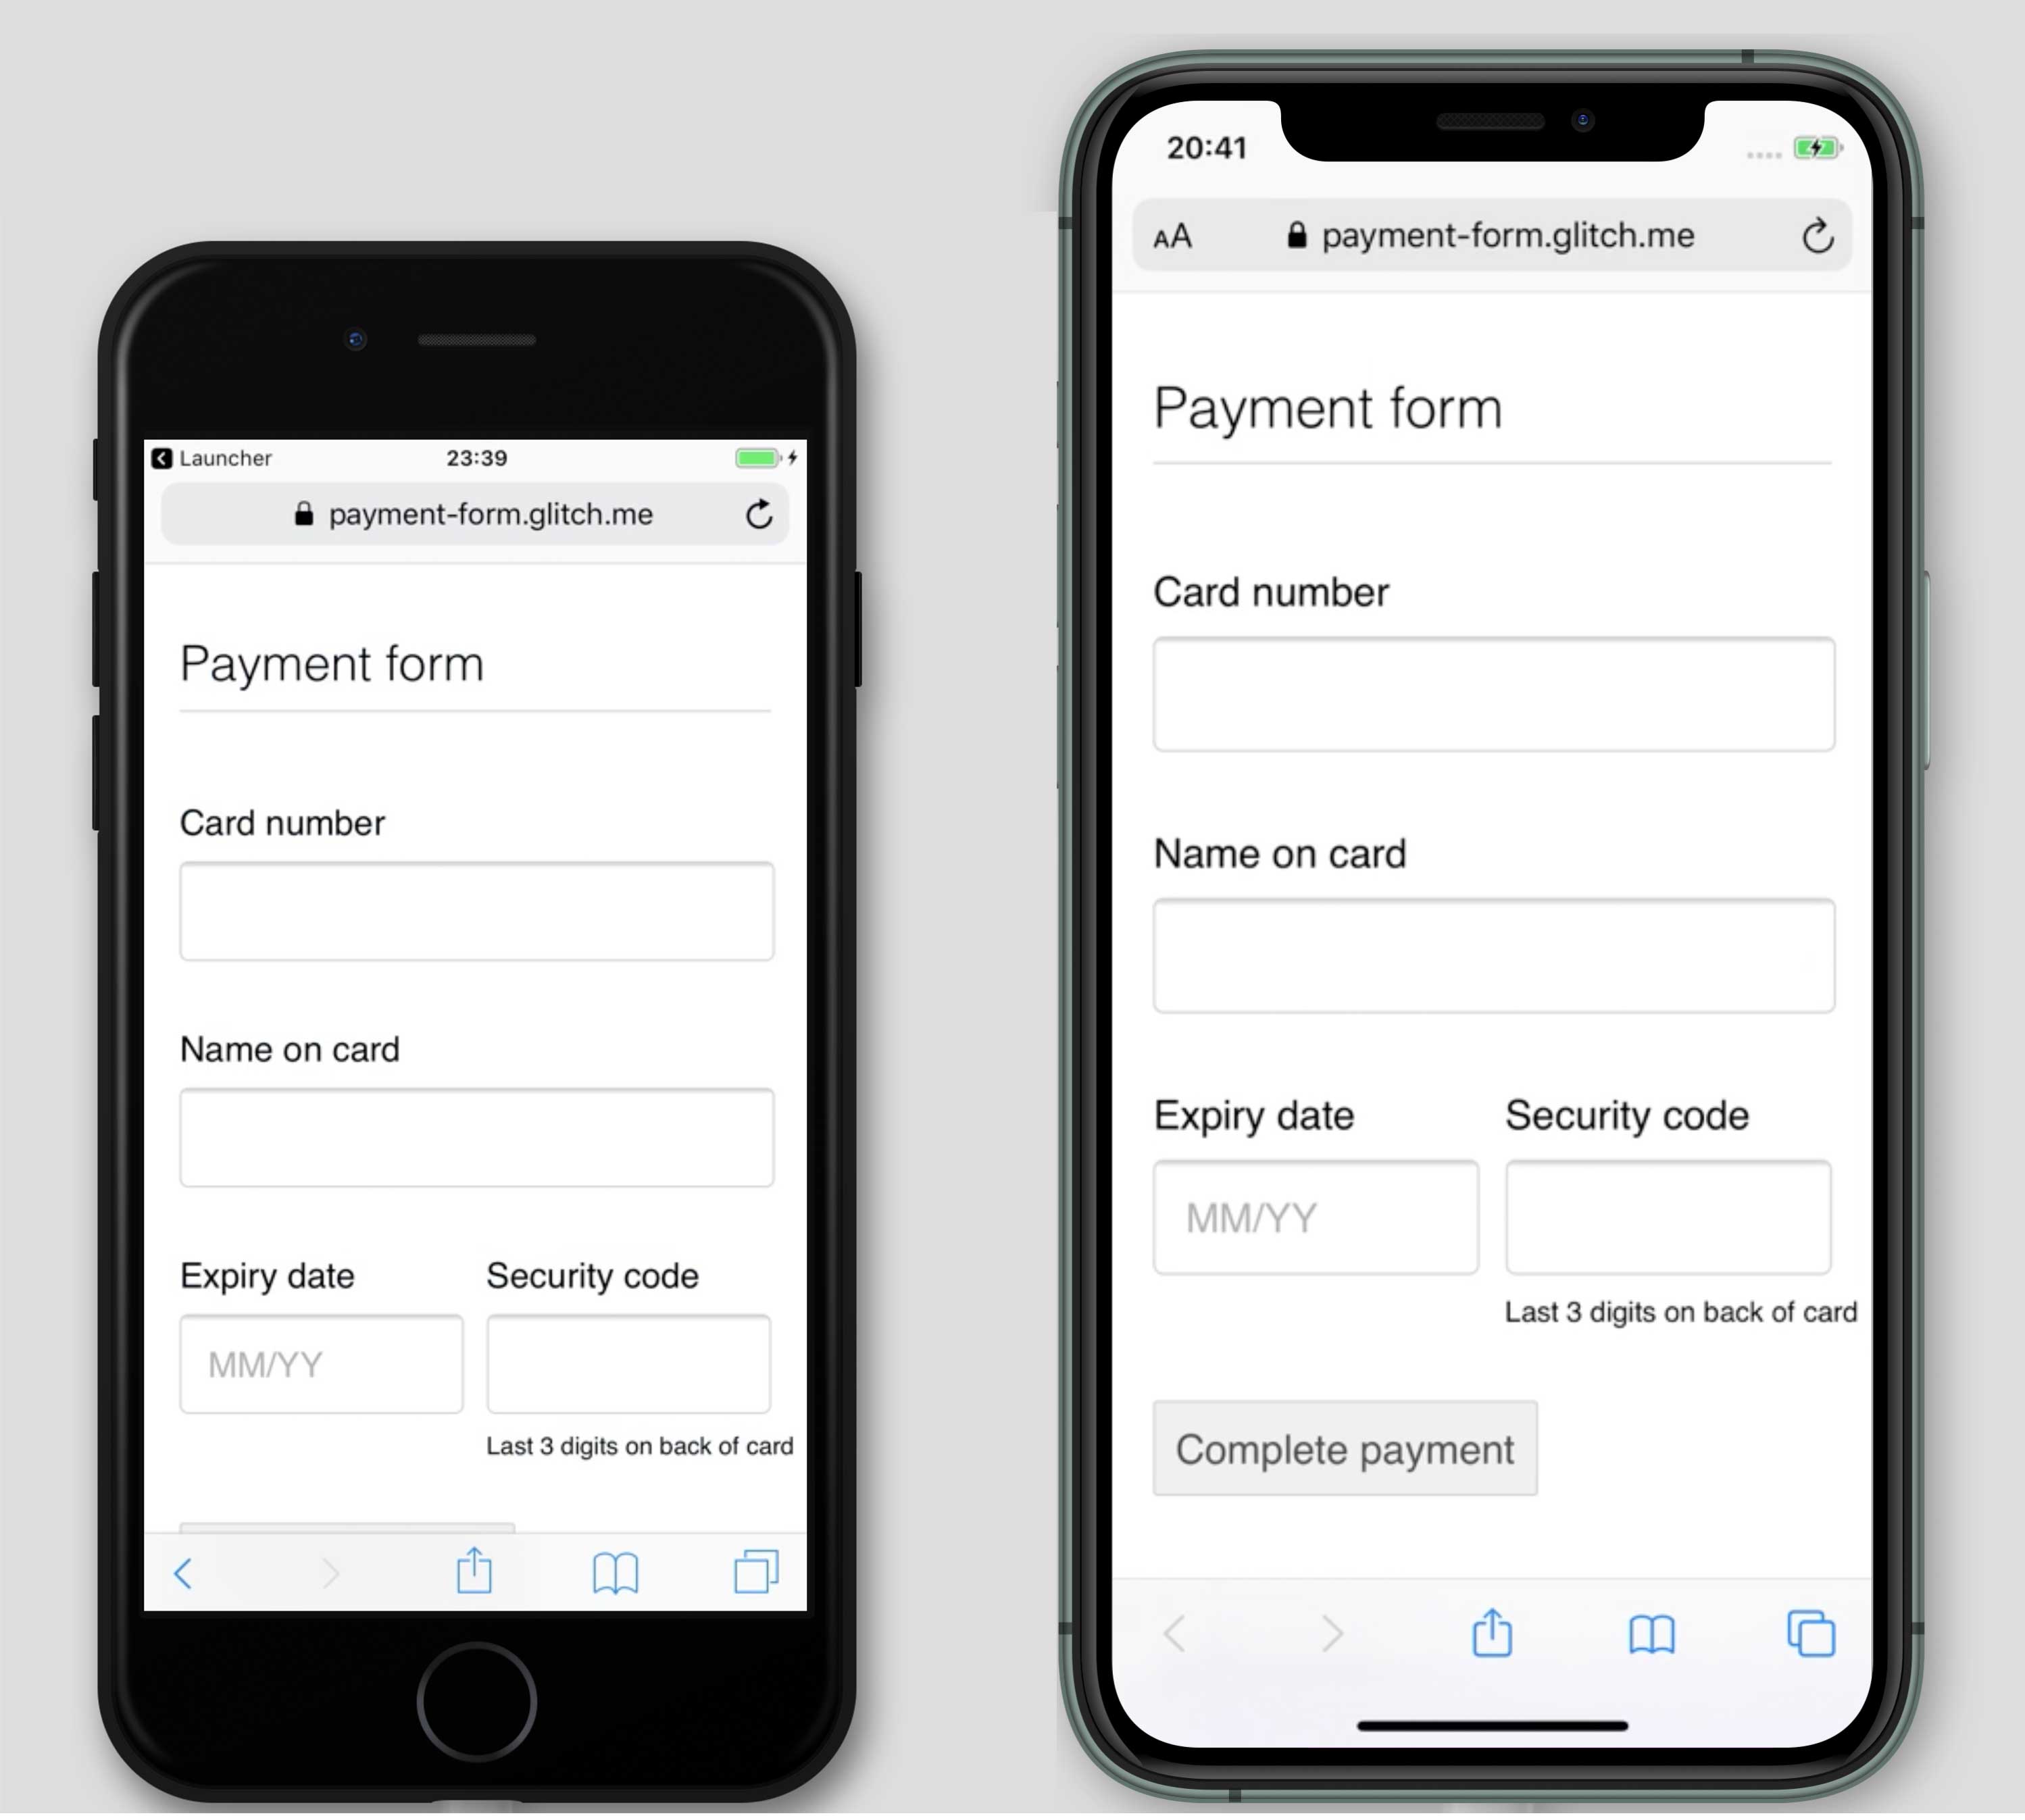 Launcher
23:39
payment-form.glitch.me
Payment form
Card number
Name on card
Expiry date
Security code
MM/YY
Last 3 digits on back of card
20:41
AA
payment-form.glitch.me
Payment form
Card number
Name on card
Expiry date
Security code
MM/YY
Last 3 digits on back of card
Complete payment